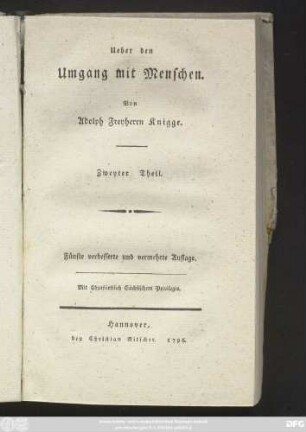 Ueber den
Umgang mit Menschen.
Von
Adolph Freyherrn Knigge.
Zweyter Theil.
Fünfte verbesserte und vermehrte Auflage.
Mit Churfürstlich Sächsischem Privilegio.
Hannover,
bey Christian Ritscher. 1796.